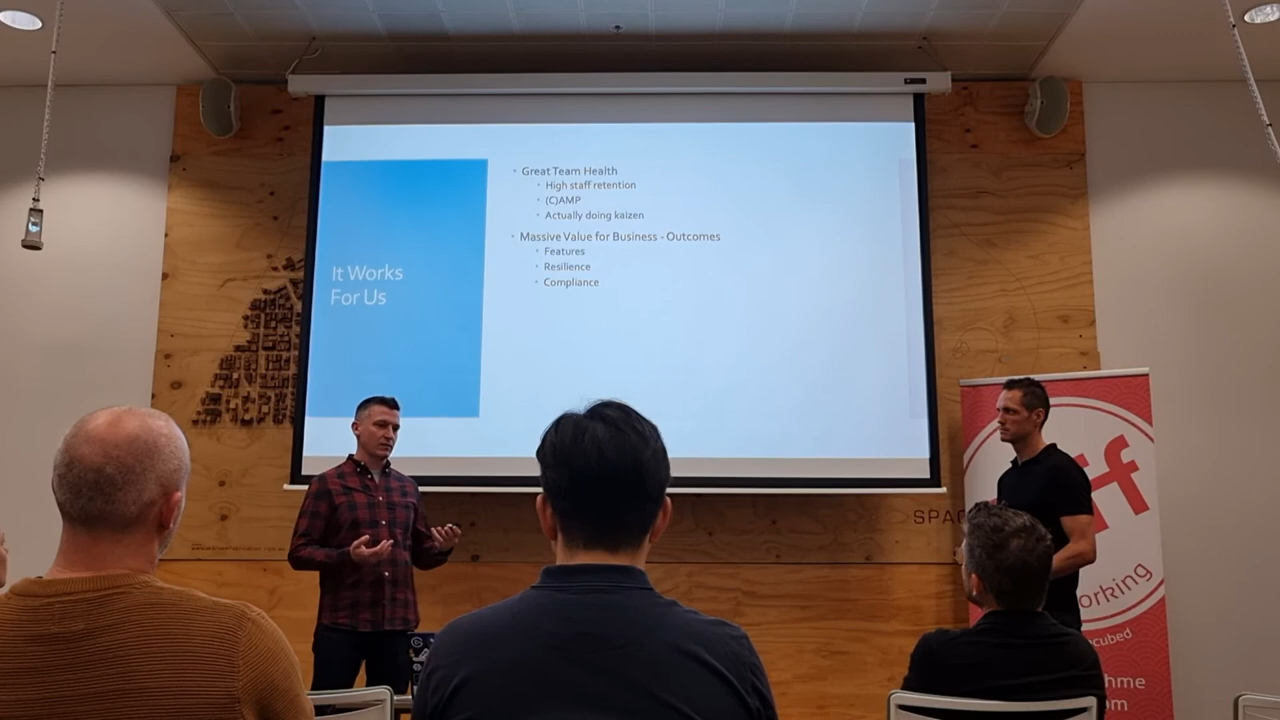 It Works
For Us
Great Team Health
High staff retention
(C)AMP
Actually doing kaizen
Massive Value for Business - Outcomes
Features
Resilience
Compliance
SPAC
if
orking
cubed
hme
om